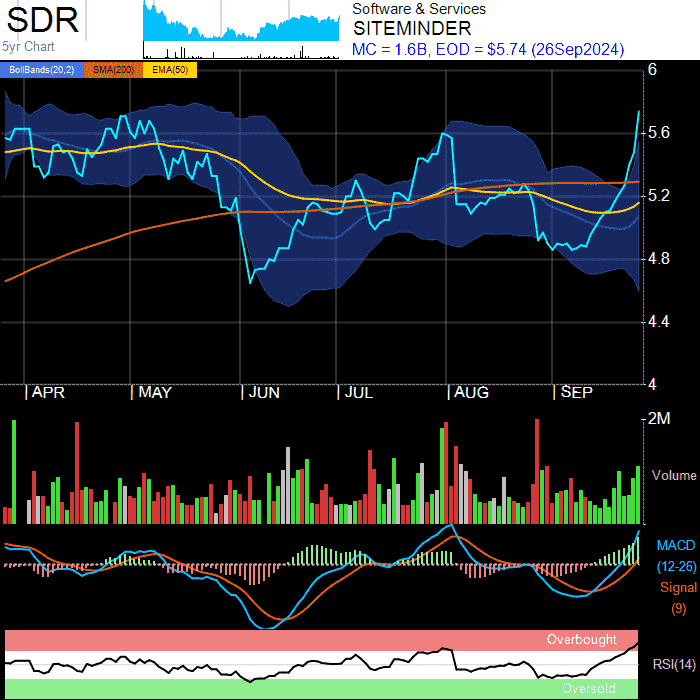 SDR
5yr Chart
Software & Services
SITEMINDER
MC = 1.6B, EOD = $5.74 (26Sep2024)
BollBands(20,2) SMA(200) EMA(50)
6
5.6
5.2
4.8
4.4
4
APR MAY JUN JUL AUG SEP
2M
Volume
MACD
(12-26)
Signal
(9)
Overbought
RSI(14)
Oversold